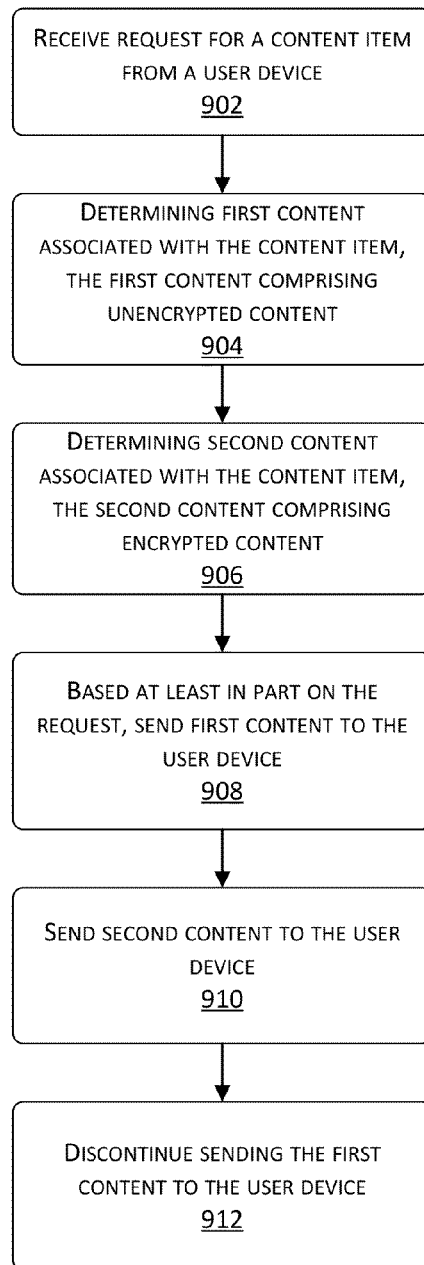 RECEIVE REQUEST FOR A CONTENT ITEM
FROM A USER DEVICE
902
DETERMINING FIRST CONTENT
ASSOCIATED WITH THE CONTENT ITEM,
THE FIRST CONTENT COMPRISING
UNENCRYPTED CONTENT
904
DETERMINING SECOND CONTENT
ASSOCIATED WITH THE CONTENT ITEM,
THE SECOND CONTENT COMPRISING
ENCRYPTED CONTENT
906
BASED AT LEAST IN PART ON THE
REQUEST, SEND FIRST CONTENT TO THE
USER DEVICE
908
SEND SECOND CONTENT TO THE USER
DEVICE
910
DISCONTINUE SENDING THE FIRST
CONTENT TO THE USER DEVICE
912